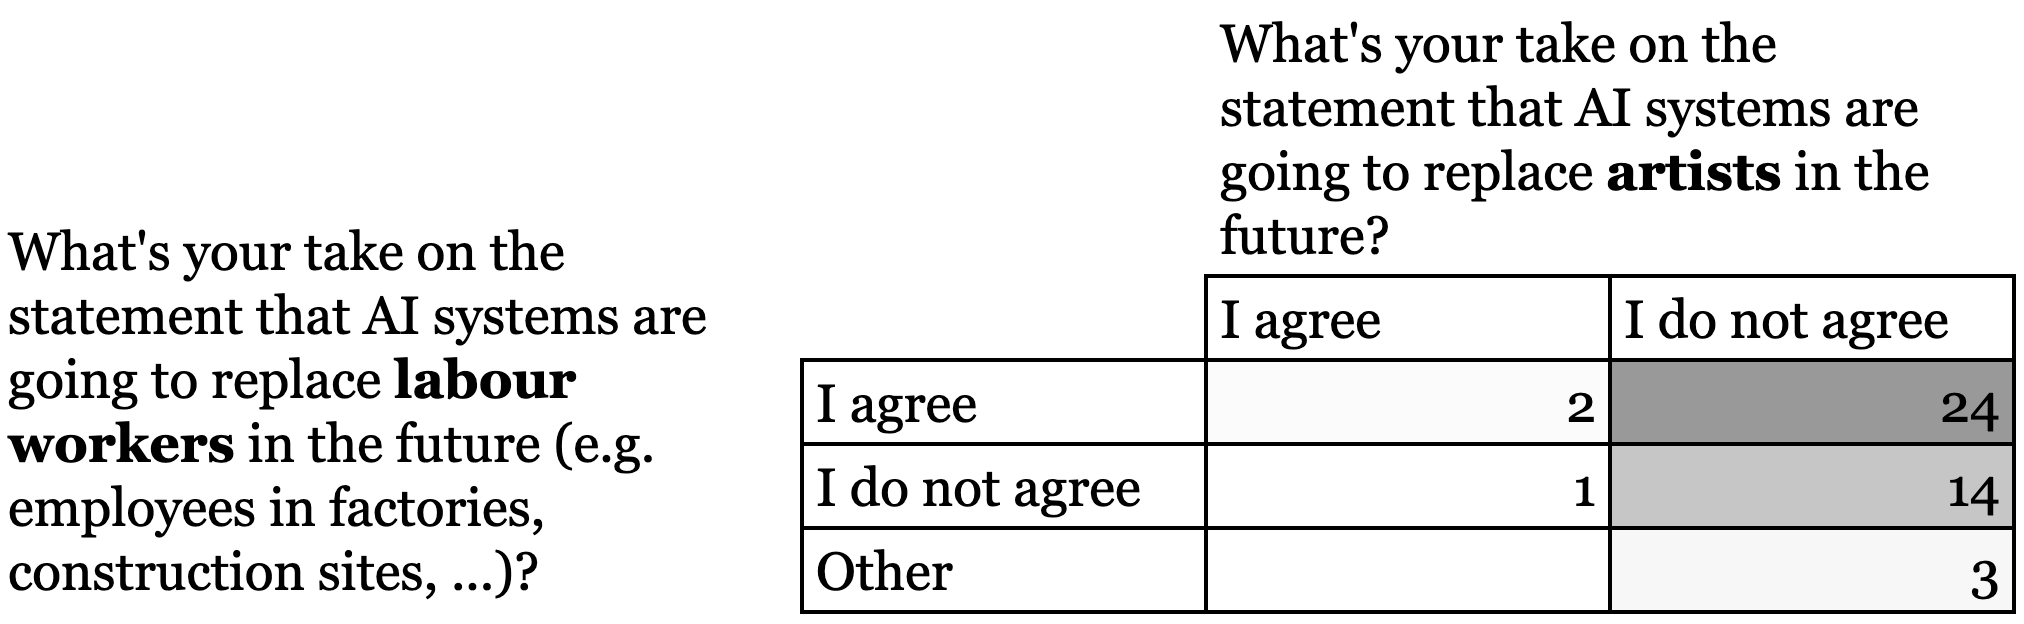 What's your take on the
statement that AI systems are
going to replace artists in the
future?
What's your take on the
statement that AI systems are
going to replace labour
workers in the future (e.g.
employees in factories,
construction sites, ...)?
I agree I do not agree
I agree 2 24
I do not agree 1 14
Other 3